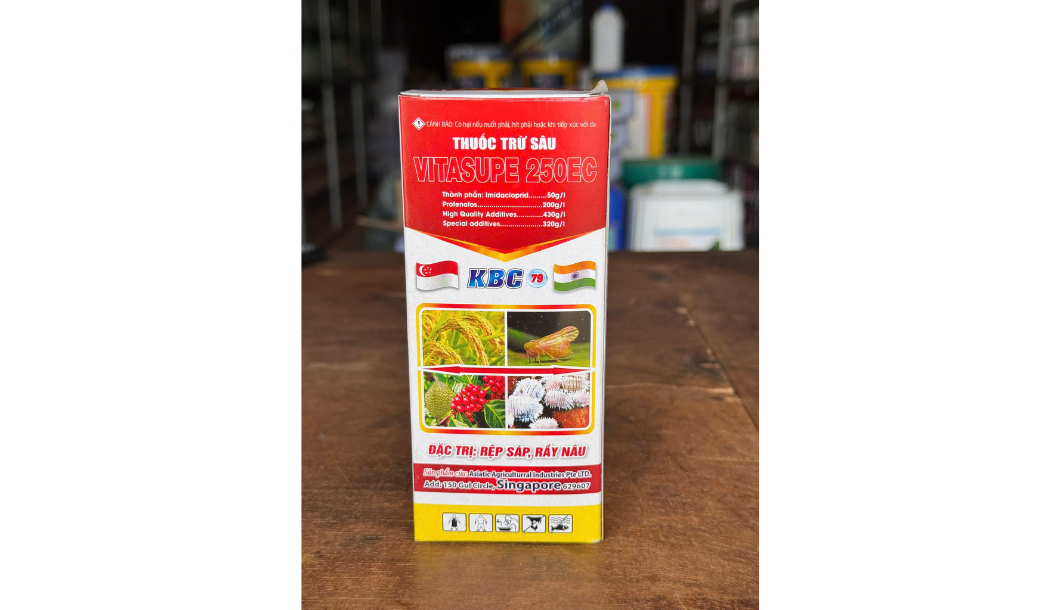 CẢNH BÁO: Có hại nếu nuốt phải, hít phải hoặc khi tiếp xúc với da
THUỐC TRỪ SÂU
VITASUPE 250EC
Thành phần: Imidacloprid.........50g/l
Profenofos.......................200g/l
High Quality Additives............430g/l
Special additives....................320g/l
KBC 79
ĐẶC TRỊ: RỆP SÁP, RẦY NÂU
Sản phẩm của: Asiatic Agricultural Industries Pte LTD.
Add: 150 Gul Circle, Singapore 629607